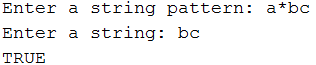 Enter a string pattern: a*bc
Enter a string: bc
TRUE